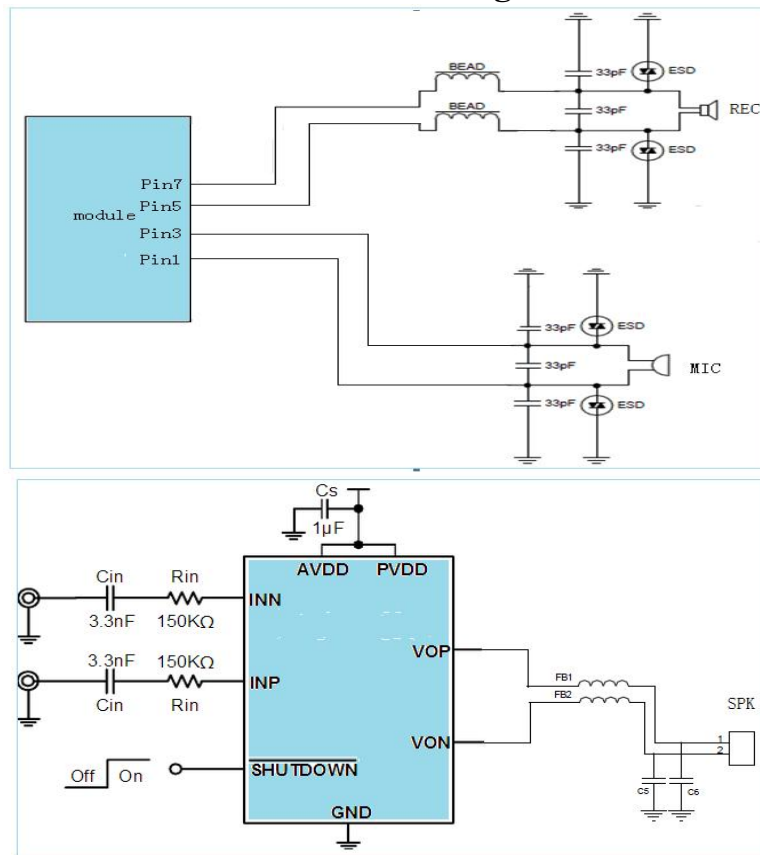 BEAD
33pF
ESD
BEAD
33pF
REC
33pF
ESD
Pin7
Pin5
module
Pin3
Pin1
33pF
ESD
33pF
MIC
33pF
ESD
Cs
1µF
AVDD PVDD
Cin Rin
INN
3.3nF 150KΩ
3.3nF 150KΩ
INP
Cin Rin
VOP
FB1
FB2
SPK
VON
1
2
Off On
SHUTDOWN
C5 C6
GND